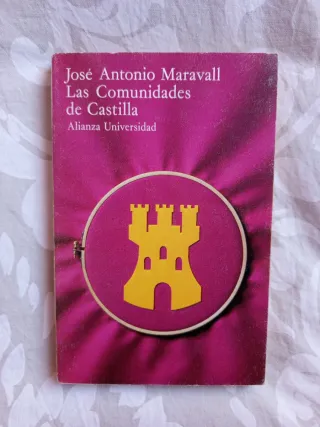 José Antonio Maravall
Las Comunidades
de Castilla
Alianza Universidad